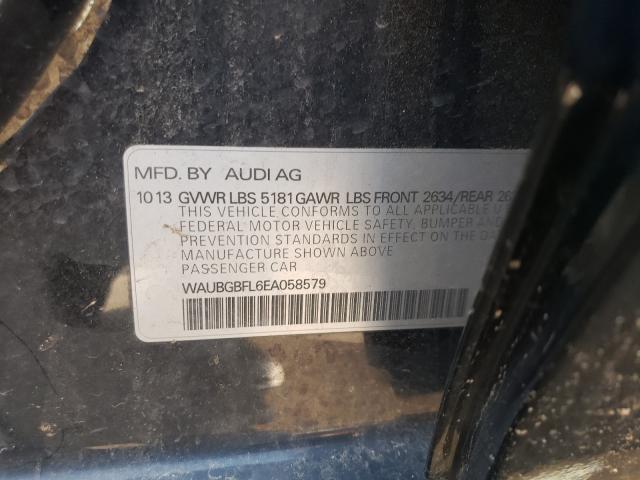 MFD. BY AUDI AG
10 13 GVWR LBS 5181 GAWR LBS FRONT 2634/REAR
THIS VEHICLE CONFORMS TO ALL APPLICABLE
FEDERAL MOTOR VEHICLE SAFETY, BUMPER AND
PREVENTION STANDARDS IN EFFECT ON THE
MANUFACTURE SHOWN ABOVE
PASSENGER CAR
WAUBGBFL6EA058579